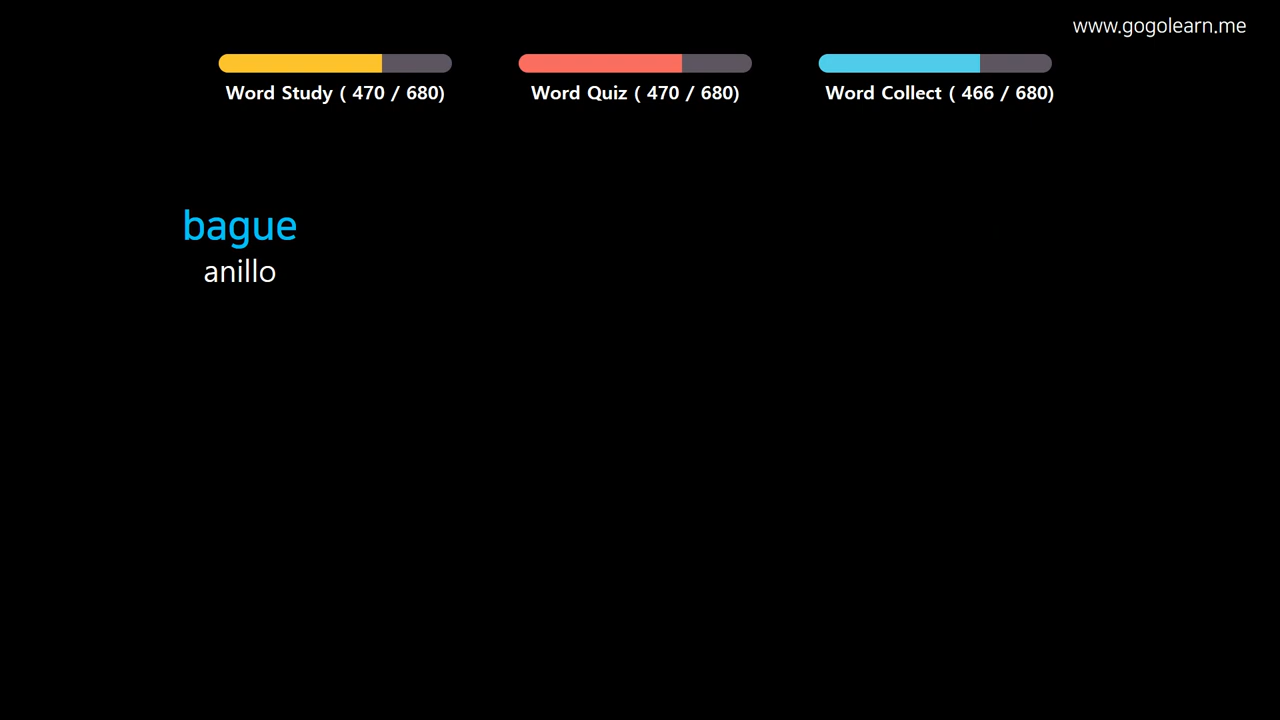 www.gogolearn.me
Word Study ( 470 / 680)
Word Quiz ( 470 / 680)
Word Collect ( 466 / 680)
bague
anillo